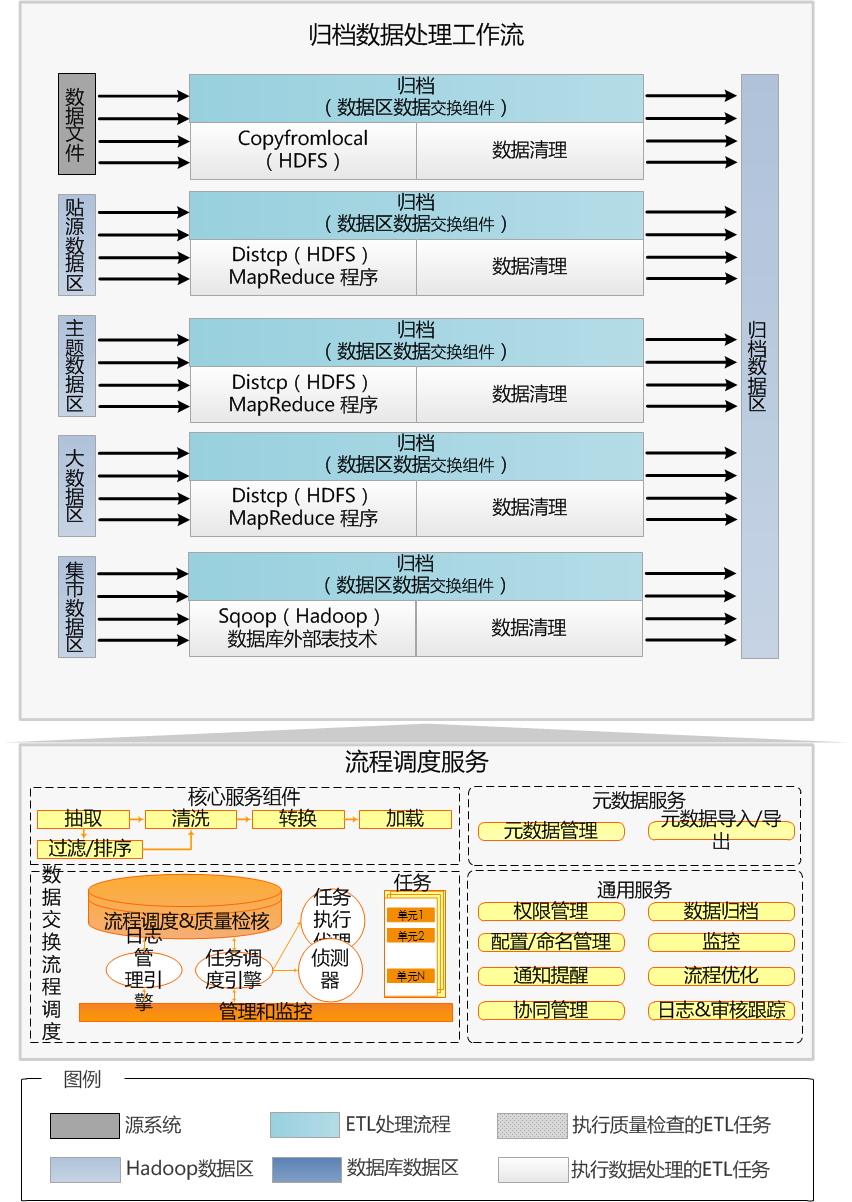 归档数据处理工作流
数据文件
归档
（数据区数据交换组件）
Copyfromlocal
（HDFS）
数据清理
贴源数据区
归档
（数据区数据交换组件）
Distcp（HDFS）
MapReduce 程序
数据清理
主题数据区
归档
（数据区数据交换组件）
Distcp（HDFS）
MapReduce 程序
数据清理
大数据区
归档
（数据区数据交换组件）
Distcp（HDFS）
MapReduce 程序
数据清理
集市数据区
归档
（数据区数据交换组件）
Sqoop（Hadoop）
数据库外部表技术
数据清理
归档数据区
流程调度服务
核心服务组件
抽取
清洗
转换
加载
过滤/排序
数据交换流程调度
流程调度&质量检核
日志
管
理引
擎
任务调
度引擎
任务
执行
代理
侦测
器
任务
单元1
单元2
单元N
管理和监控
元数据服务
元数据管理
元数据导入/导
出
通用服务
权限管理
数据归档
配置/命名管理
监控
通知提醒
流程优化
协同管理
日志&审核跟踪
图例
源系统
ETL处理流程
执行质量检查的ETL任务
Hadoop数据区
数据库数据区
执行数据处理的ETL任务